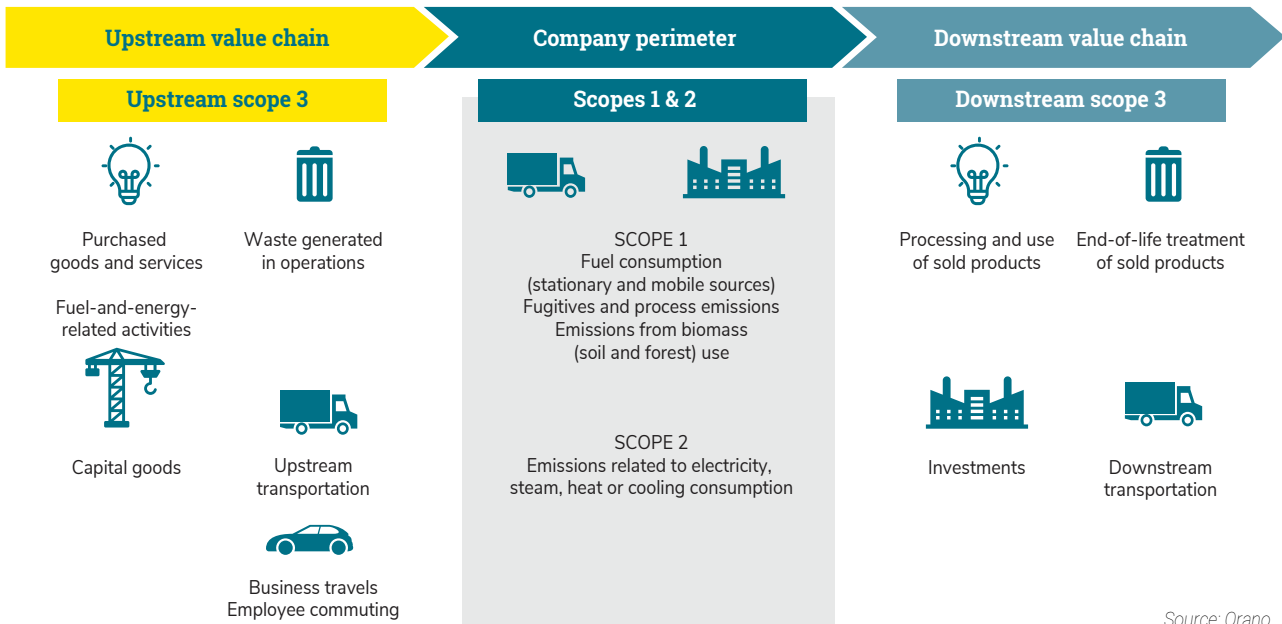 Upstream value chain
Company perimeter
Downstream value chain
Upstream scope 3
Scopes 1 & 2
Downstream scope 3
Purchased
goods and services
Waste generated
in operations
Fuel-and-energy-
related activities
Capital goods
Upstream
transportation
Business travels
Employee commuting
SCOPE 1
Fuel consumption
(stationary and mobile sources)
Fugitives and process emissions
Emissions from biomass
(soil and forest) use
SCOPE 2
Emissions related to electricity,
steam, heat or cooling consumption
Processing and use
of sold products
End-of-life treatment
of sold products
Investments
Downstream
transportation
Source: Orano